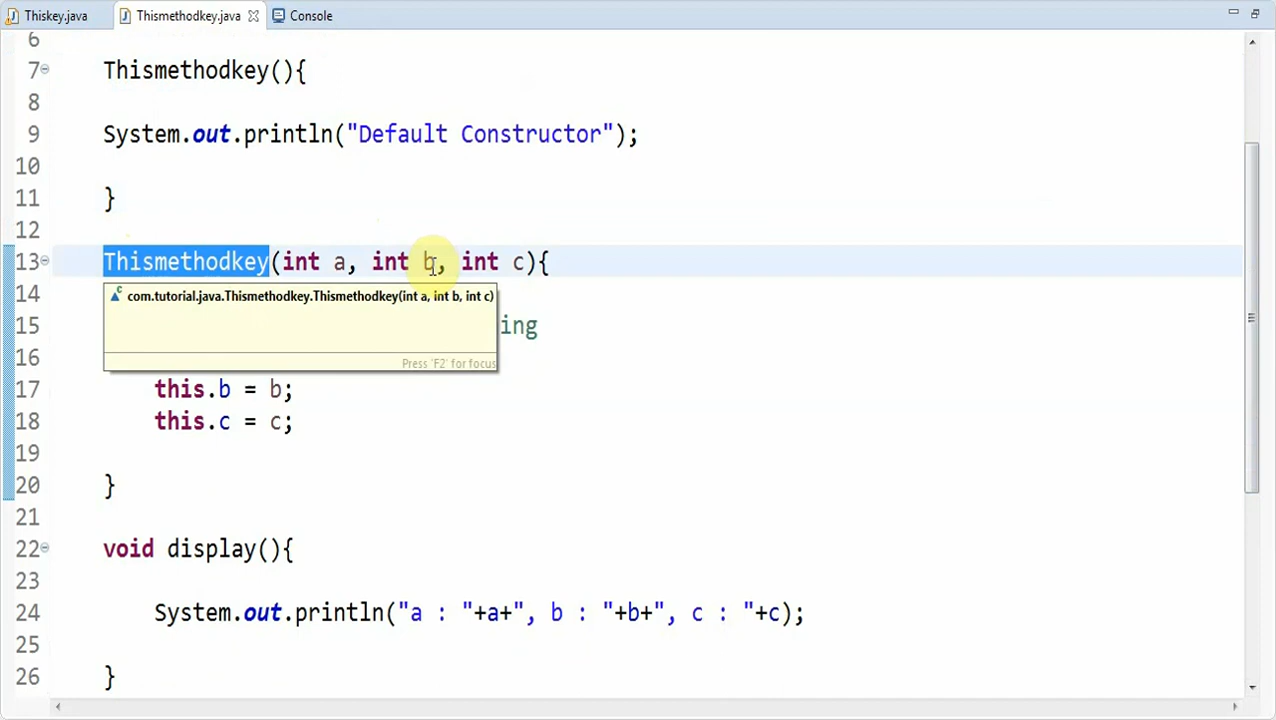 Thiskey.java Thismethodkey.java Console
6
7 Thismethodkey(){
8
9 System.out.println("Default Constructor");
10
11 }
12
13 Thismethodkey(int a, int b, int c){
14
com.tutorial.java.Thismethodkey.Thismethodkey(int a, int b, int c)
15 ing
16
Press 'F2' for focus
17 this.b = b;
18 this.c = c;
19
20 }
21
22 void display(){
23
24 System.out.println("a : "+a+", b : "+b+", c : "+c);
25
26 }